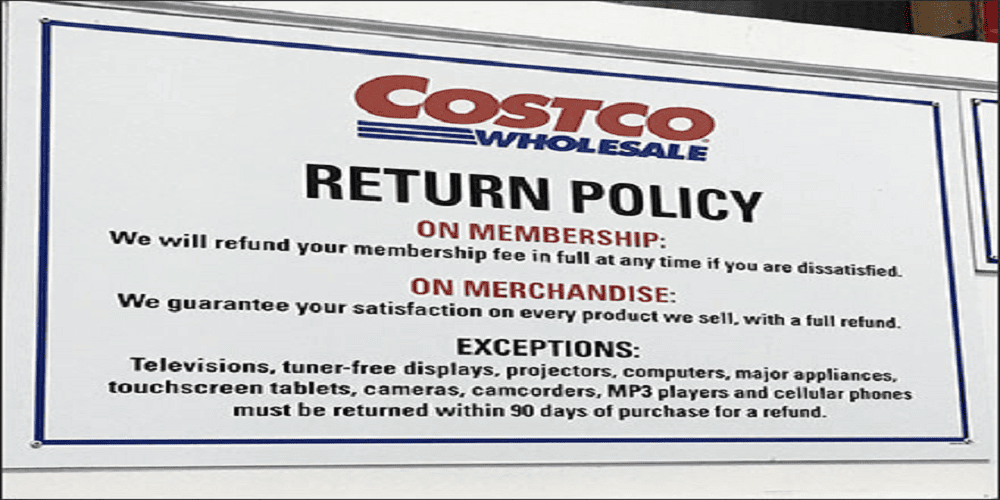 COSTCO
WHOLESALE
RETURN POLICY
ON MEMBERSHIP:
We will refund your membership fee in full at any time if you are dissatisfied.
ON MERCHANDISE:
We guarantee your satisfaction on every product we sell, with a full refund.
EXCEPTIONS:
Televisions, tuner-free displays, projectors, computers, major appliances,
touchscreen tablets, cameras, camcorders, MP3 players and cellular phones
must be returned within 90 days of purchase for a refund.